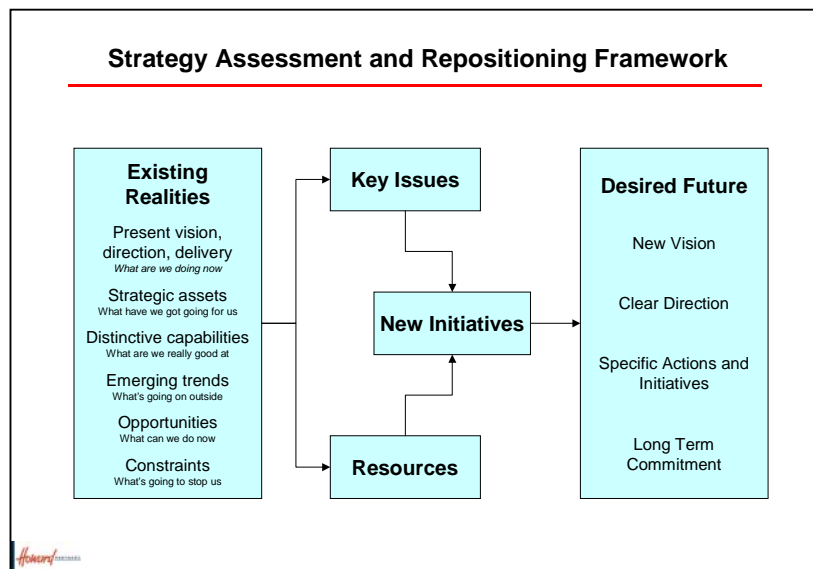 Strategy Assessment and Repositioning Framework
Existing
Realities
Present vision,
direction, delivery
What are we doing now
Strategic assets
What have we got going for us
Distinctive capabilities
What are we really good at
Emerging trends
What's going on outside
Opportunities
What can we do now
Constraints
What's going to stop us
Key Issues
New Initiatives
Resources
Desired Future
New Vision
Clear Direction
Specific Actions and
Initiatives
Long Term
Commitment
Howard